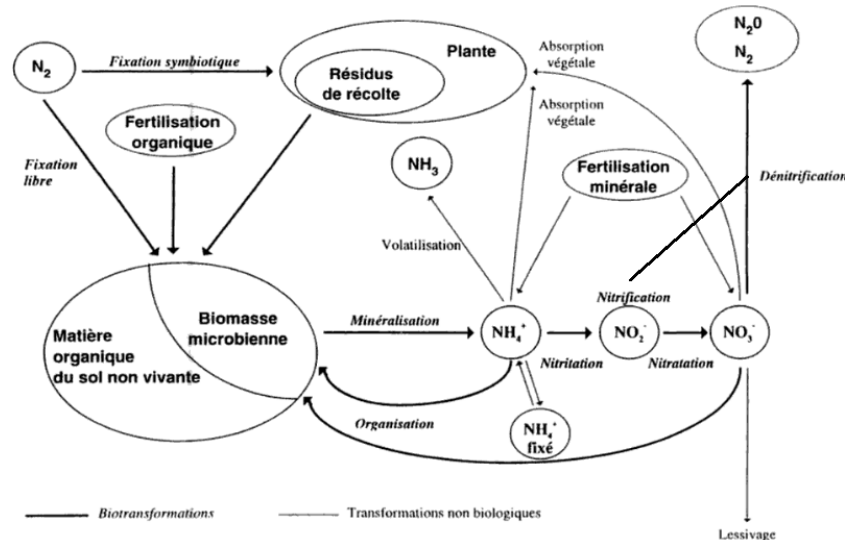 N₂
Fixation symbiotique
Plante
Résidus
de récolte
Absorption
végétale
N₂0
N₂
Fertilisation
organique
Absorption
végétale
Fixation
libre
NH₃
Fertilisation
minérale
Dénitrification
Volatilisation
Nitrification
Biomasse
microbienne
Matière
organique
du sol non vivante
Minéralisation
NH₄⁺
NO₂⁻
NO₃⁻
Nitritation
Nitratation
Organisation
NH₄⁺
fixé
Biotransformations
Transformations non biologiques
Lessivage